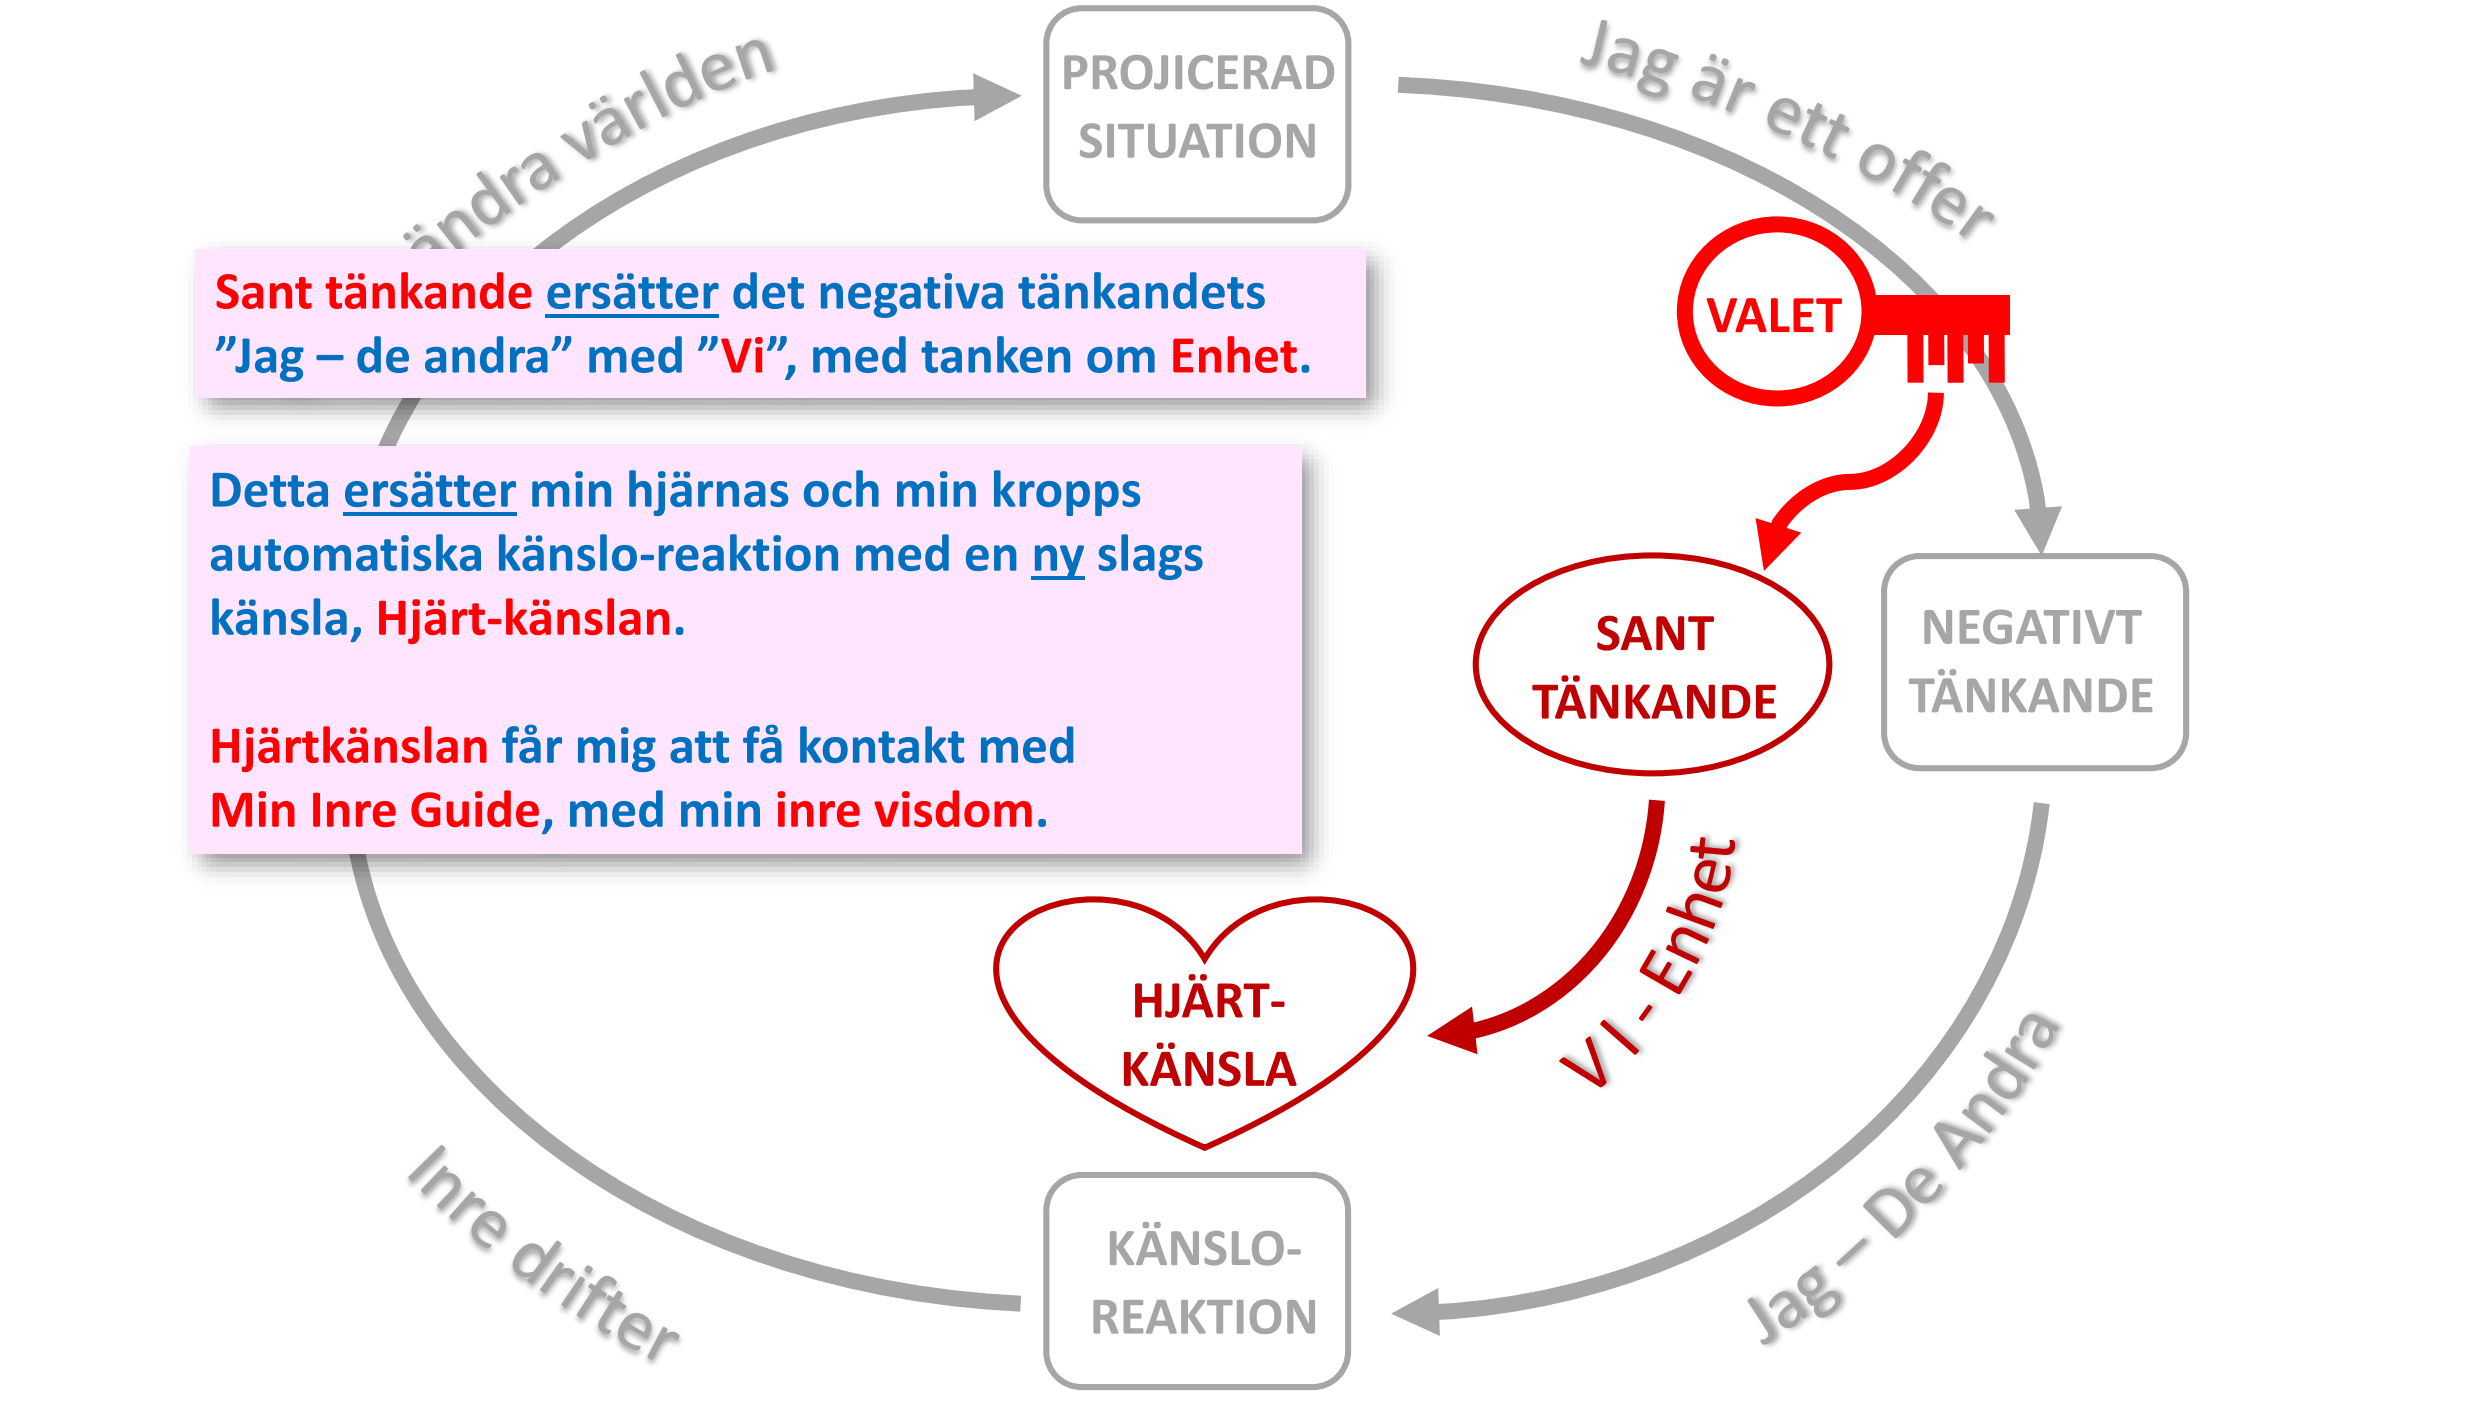 PROJICERAD
SITUATION
Jag är ett offer
ändra världen
VALET
Sant tänkande ersätter det negativa tänkandets
”Jag – de andra” med ”Vi”, med tanken om Enhet.
Detta ersätter min hjärnas och min kropps
automatiska känslo-reaktion med en ny slags
känsla, Hjärt-känslan.
Hjärtkänslan får mig att få kontakt med
Min Inre Guide, med min inre visdom.
SANT
TÄNKANDE
NEGATIVT
TÄNKANDE
V I - Enhet
HJÄRT-
KÄNSLA
Jag – De Andra
Inre drifter
KÄNSLO-
REAKTION